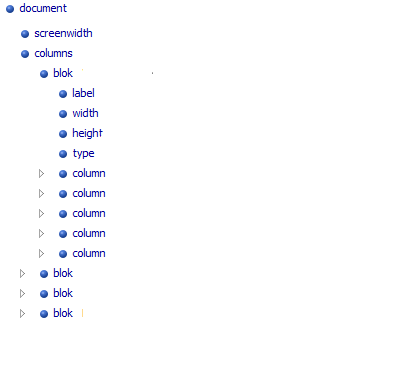 document
screenwidth
columns
blok
label
width
height
type
column
column
column
column
column
blok
blok
blok